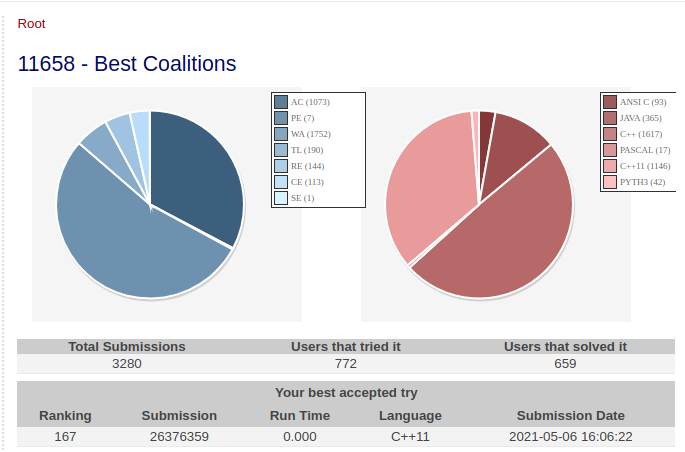 Root
11658 - Best Coalitions
AC (1073)
PE (7)
WA (1752)
TL (190)
RE (144)
CE (113)
SE (1)
ANSI C (93)
JAVA (365)
C++ (1617)
PASCAL (17)
C++11 (1146)
PYTH3 (42)
Total Submissions Users that tried it Users that solved it
3280 772 659
Your best accepted try
Ranking Submission Run Time Language Submission Date
167 26376359 0.000 C++11 2021-05-06 16:06:22